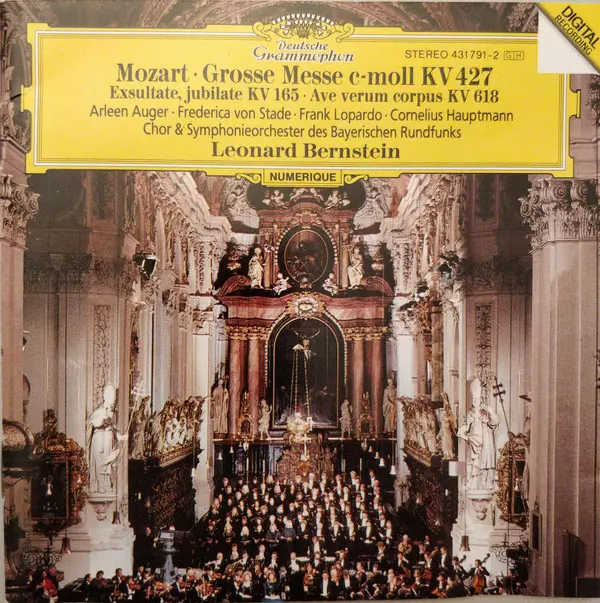 Deutsche
Grammophon
STEREO 431 791-2 GH
DIGITAL
RECORDING
Mozart · Grosse Messe c-moll KV 427
Exsultate, jubilate KV 165 · Ave verum corpus KV 618
Arleen Auger · Frederica von Stade · Frank Lopardo · Cornelius Hauptmann
Chor & Symphonieorchester des Bayerischen Rundfunks
Leonard Bernstein
NUMERIQUE